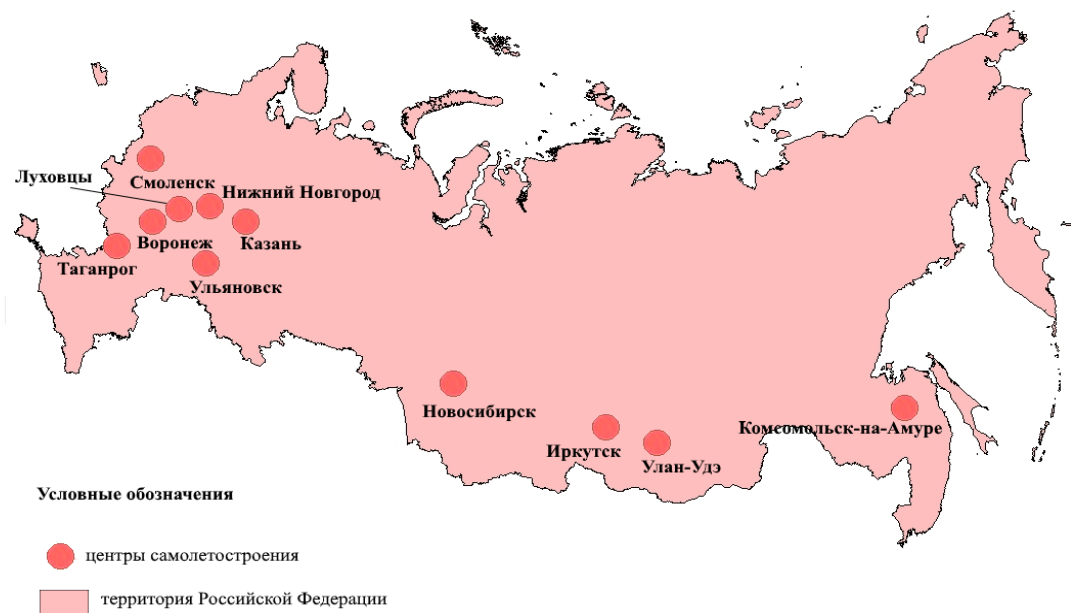 Луховцы
Смоленск
Нижний Новгород
Воронеж
Казань
Таганрог
Ульяновск
Новосибирск
Комсомольск-на-Амуре
Иркутск
Улан-Удэ
Условные обозначения
центры самолетостроения
территория Российской Федерации